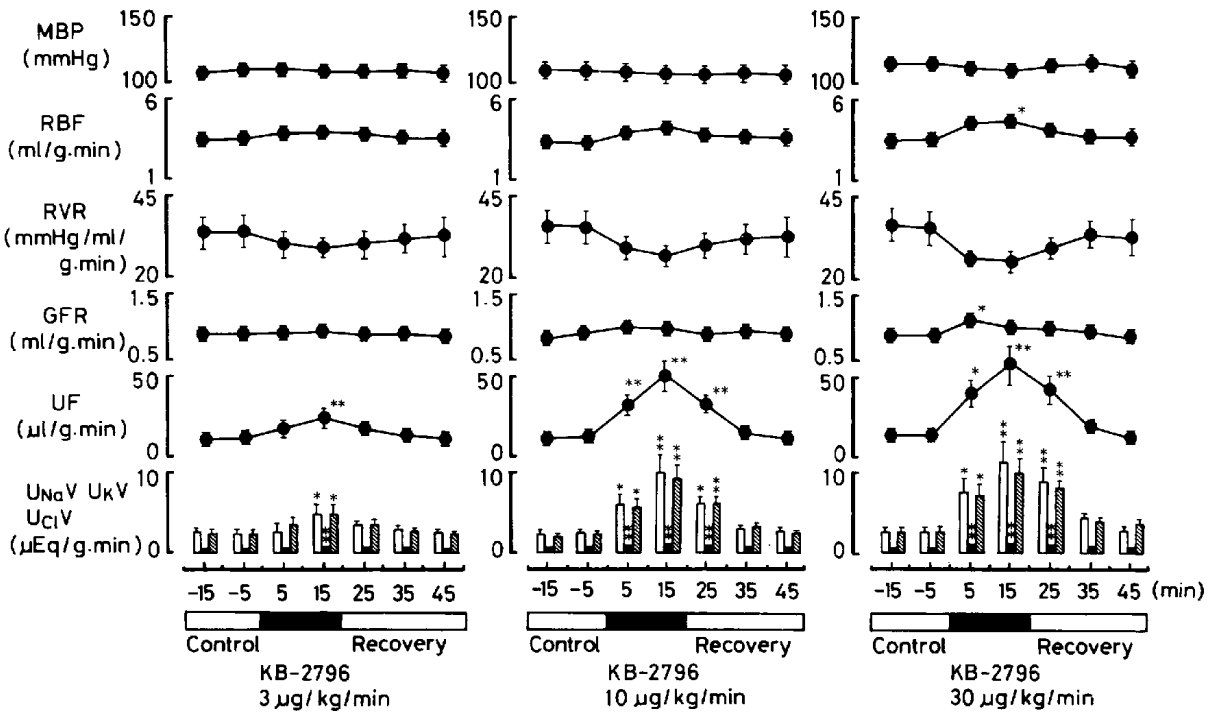 MBP
(mmHg)
150
100
150
100
150
100
RBF
(ml/g.min)
6
1
6
1
6
1
*
RVR
(mmHg/ml/
g.min)
45
20
45
20
45
20
GFR
(ml/g.min)
1.5
0.5
1.5
0.5
1.5
0.5
*
UF
(μl/g.min)
50
0
**
50
0
** ** **
50
0
* ** **
UNaV UKV
UClV
(μEq/g.min)
10
0
* ** *
10
0
* ** * ** ** ** ** ** **
10
0
* ** * ** ** ** ** ** **
-15 -5 5 15 25 35 45
-15 -5 5 15 25 35 45
-15 -5 5 15 25 35 45 (min)
Control Recovery
Control Recovery
Control Recovery
KB-2796
3 μg/kg/min
KB-2796
10 μg/kg/min
KB-2796
30 μg/kg/min